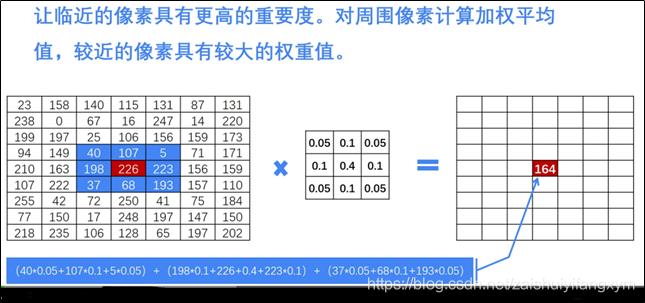 让临近的像素具有更高的重要度。对周围像素计算加权平均
值，较近的像素具有较大的权重值。
23 158 140 115 131 87 131
238 0 67 16 247 14 220
199 197 25 106 156 159 173
94 149 40 107 5 71 171
210 163 198 226 223 156 159
107 222 37 68 193 157 110
255 42 72 250 41 75 184
77 150 17 248 197 147 150
218 235 106 128 65 197 202
×
0.05 0.1 0.05
0.1 0.4 0.1
0.05 0.1 0.05
=
164
(40*0.05+107*0.1+5*0.05) + (198*0.1+226+0.4+223*0.1) + (37*0.05+68*0.1+193*0.05)
https://blog.csdn.net/zaishuiyifangxym